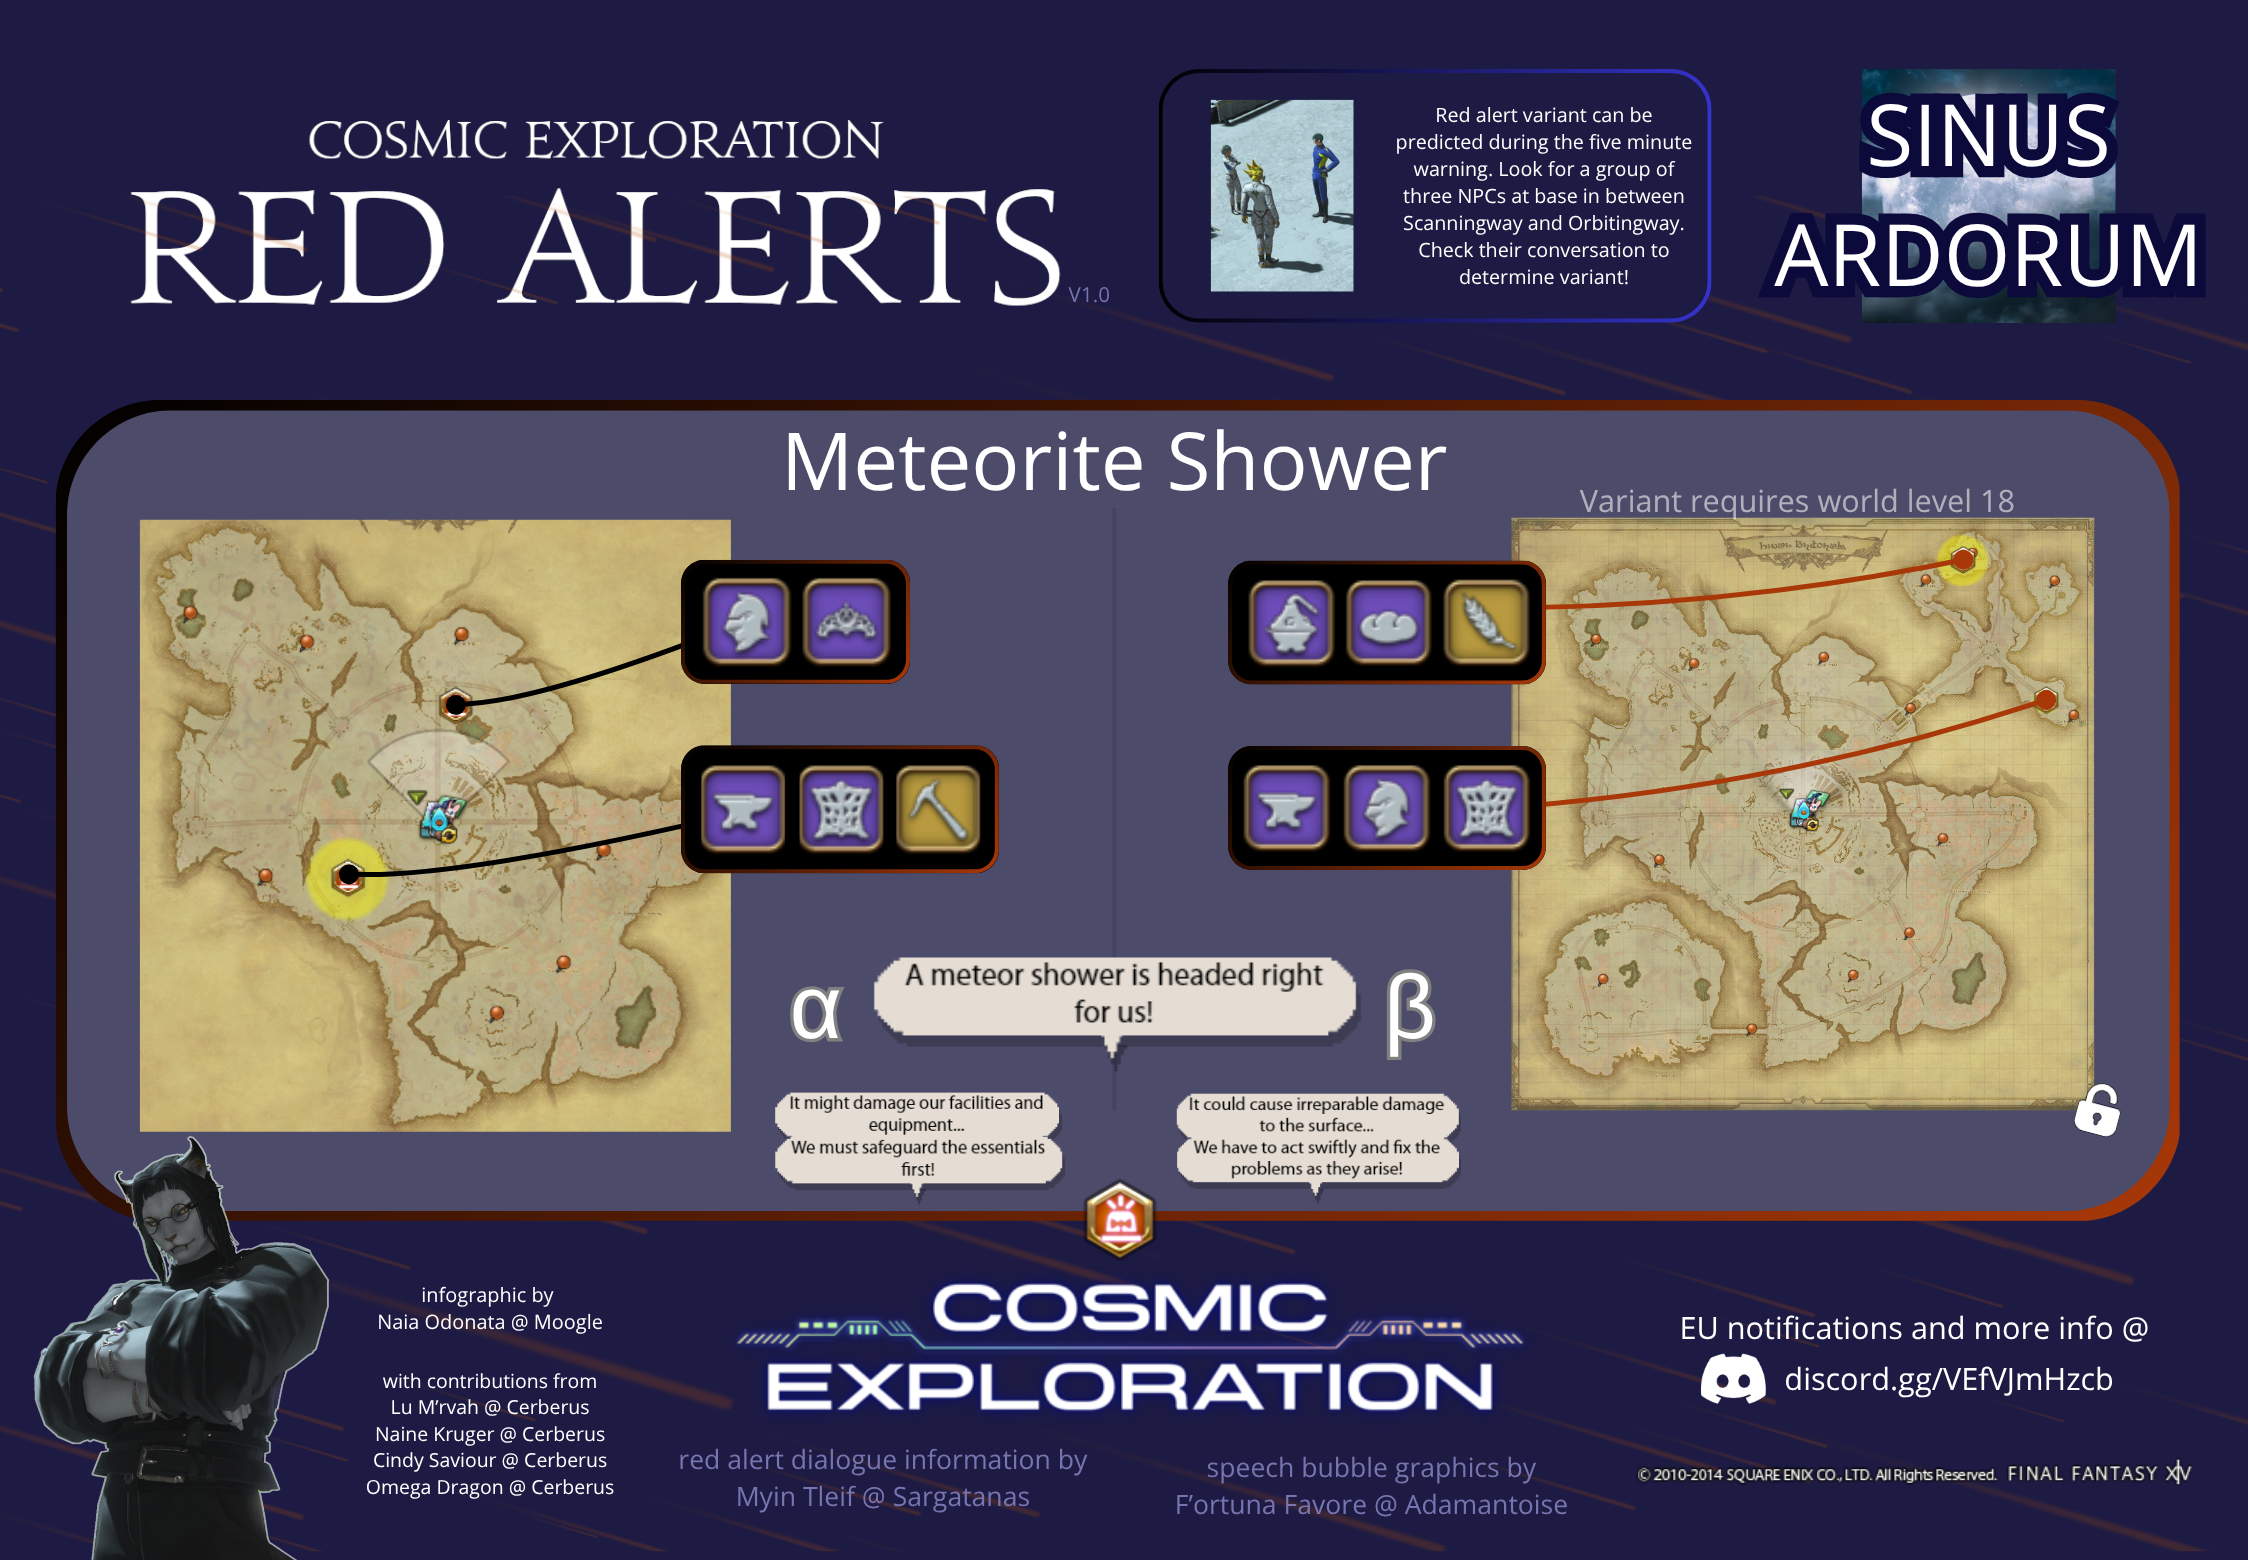 COSMIC EXPLORATION
RED ALERTS
V1.0
Red alert variant can be
predicted during the five minute
warning. Look for a group of
three NPCs at base in between
Scanningway and Orbitingway.
Check their conversation to
determine variant!
SINUS
ARDORUM
Meteorite Shower
Variant requires world level 18
α
A meteor shower is headed right
for us!
β
It might damage our facilities and
equipment...
We must safeguard the essentials
first!
It could cause irreparable damage
to the surface...
We have to act swiftly and fix the
problems as they arise!
infographic by
Naia Odonata @ Moogle
with contributions from
Lu M'rvah @ Cerberus
Naine Kruger @ Cerberus
Cindy Saviour @ Cerberus
Omega Dragon @ Cerberus
COSMIC
EXPLORATION
red alert dialogue information by
Myin Tleif @ Sargatanas
speech bubble graphics by
F'ortuna Favore @ Adamantoise
EU notifications and more info @
discord.gg/VEfVJmHzcb
© 2010-2014 SQUARE ENIX CO., LTD. All Rights Reserved. FINAL FANTASY XIV